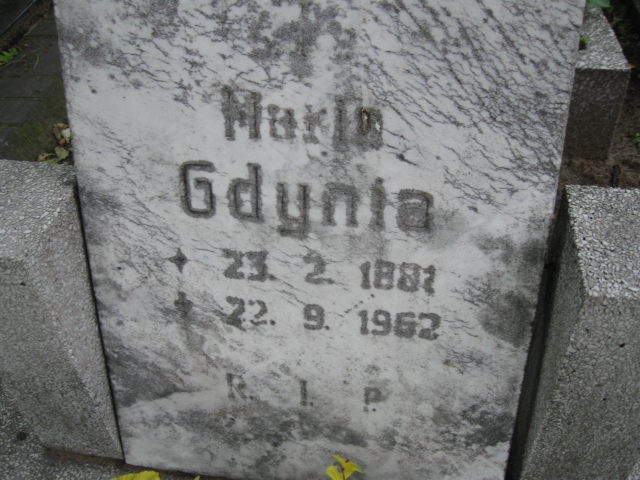 Maria
Gdynia
✦ 23. 2. 1881
✝ 22. 9. 1962
R. I. P.